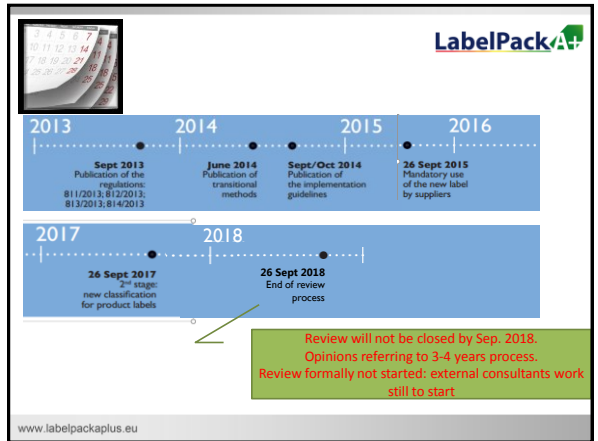 LabelPackA+
2013
2014
2015
2016
Sept 2013
Publication of the
regulations:
811/2013; 812/2013;
813/2013; 814/2013
June 2014
Publication of
transitional
methods
Sept/Oct 2014
Publication of
the implementation
guidelines
26 Sept 2015
Mandatory use
of the new label
by suppliers
2017
2018
26 Sept 2017
2nd stage:
new classification
for product labels
26 Sept 2018
End of review
process
Review will not be closed by Sep. 2018.
Opinions referring to 3-4 years process.
Review formally not started: external consultants work
still to start
www.labelpackaplus.eu